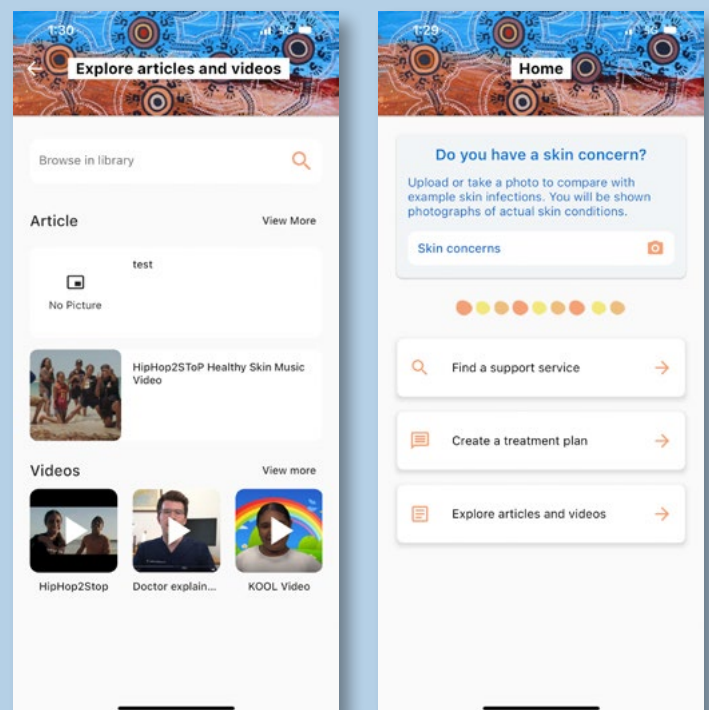 1:30
4G
Explore articles and videos
Browse in library
Article
View More
test
No Picture
HipHop2SToP Healthy Skin Music
Video
Videos
View more
HipHop2Stop
Doctor explain...
KOOL Video
1:29
4G
Home
Do you have a skin concern?
Upload or take a photo to compare with
example skin infections. You will be shown
photographs of actual skin conditions.
Skin concerns
Find a support service
Create a treatment plan
Explore articles and videos